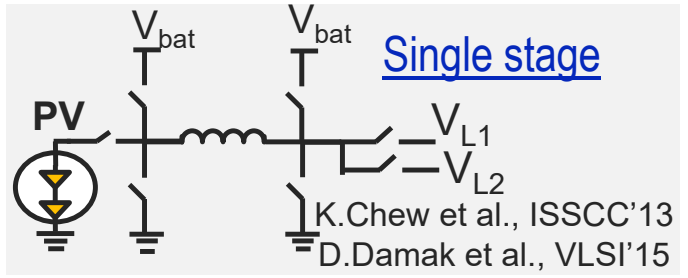 V_bat
V_bat
Single stage
PV
V_L1
V_L2
K.Chew et al., ISSCC'13
D.Damak et al., VLSI'15